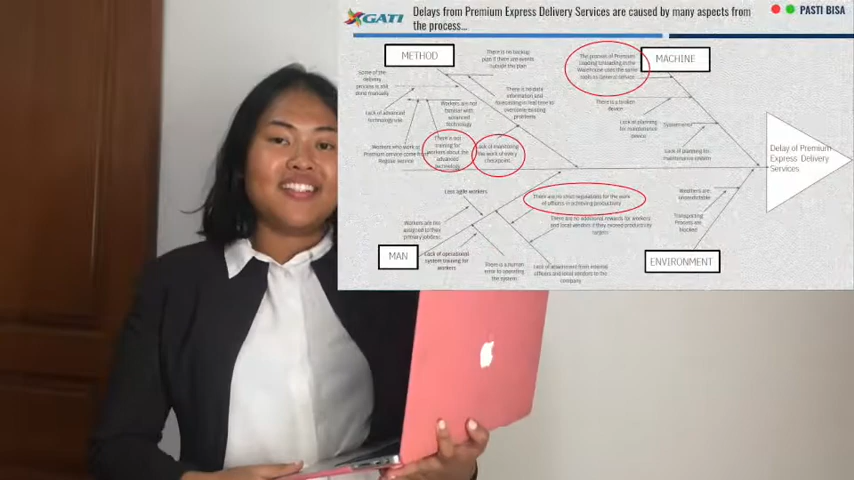 GATI
Delays from Premium Express Delivery Services are caused by many aspects from
the process...
PASTI BISA
METHOD
There is no backup
plan if there are events
outside the plan
The process of Premium
Loading Unloading in the
Warehouse uses the same
tools as General Service
MACHINE
some of the
delivery
process is still
done manually
There is no data
information and
forecasting in real time to
overcome existing
problems
There is a broken
device
Lack of advanced
technology use
Workers are not
familiar with
advanced
technology
Lack of planning
for maintenance
device
System error
Workers who work at
Premium service come from
Regular service
There is not
training for
workers about the
advanced
technology
Lack of monitoring
the work of every
checkpoints
Lack of planning for
maintenance system
Delay of Premium
Express Delivery
Services
Less agile workers
There are no strict regulations for the work
of officers in achieving productivity
Weathers are
unpredictable
Workers are not
assigned to their
primary jobdesc
There are no additional rewards for workers
and local vendors if they exceed productivity
targets
Transporting
Process are
blocked
MAN
Lack of operational
system training for
workers
There is a human
error in operating
the system
Lack of attachment from internal
officers and local vendors to the
company
ENVIRONMENT